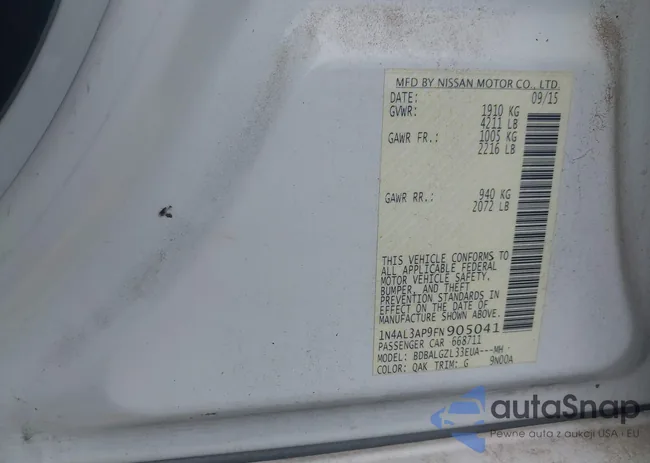 MFD BY NISSAN MOTOR CO., LTD.
DATE: 09/15
GVWR: 1910 KG
4211 LB
GAWR FR.: 1005 KG
2216 LB
GAWR RR.: 940 KG
2072 LB
THIS VEHICLE CONFORMS TO
ALL APPLICABLE FEDERAL
MOTOR VEHICLE SAFETY,
BUMPER, AND THEFT
PREVENTION STANDARDS IN
EFFECT ON THE DATE OF
MANUFACTURE SHOWN ABOVE.
1N4AL3AP9FN905041
PASSENGER CAR 668711
MODEL: BDBALGZL33EUA---MH
COLOR: QAK TRIM: G 9N00A
autaSnap
Pewne auta z aukcji USA i EU